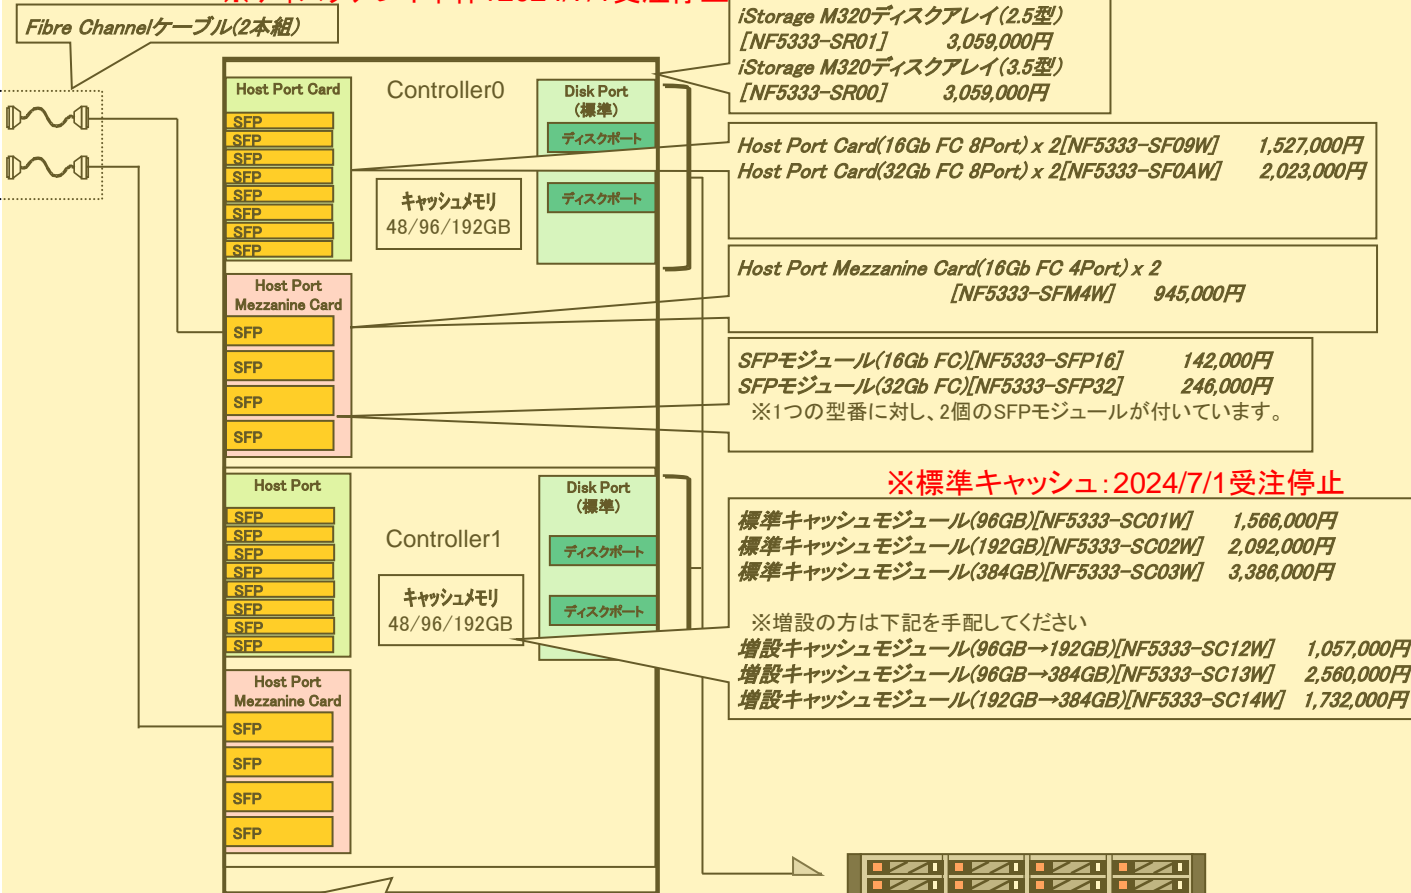 iStorage M320ディスクアレイ(2.5型)
[NF5333-SR01] 3,059,000円
iStorage M320ディスクアレイ(3.5型)
[NF5333-SR00] 3,059,000円
Fibre Channelケーブル(2本組)
Host Port Card
Controller0
Disk Port
(標準)
SFP
SFP
SFP
SFP
SFP
SFP
SFP
SFP
ディスクポート
ディスクポート
キャッシュメモリ
48/96/192GB
Host Port Card(16Gb FC 8Port) x 2[NF5333-SF09W] 1,527,000円
Host Port Card(32Gb FC 8Port) x 2[NF5333-SF0AW] 2,023,000円
Host Port
Mezzanine Card
SFP
SFP
SFP
SFP
Host Port Mezzanine Card(16Gb FC 4Port) x 2
[NF5333-SFM4W] 945,000円
SFPモジュール(16Gb FC)[NF5333-SFP16] 142,000円
SFPモジュール(32Gb FC)[NF5333-SFP32] 246,000円
※1つの型番に対し、2個のSFPモジュールが付いています。
Host Port
Controller1
Disk Port
(標準)
SFP
SFP
SFP
SFP
SFP
SFP
SFP
SFP
ディスクポート
ディスクポート
キャッシュメモリ
48/96/192GB
※標準キャッシュ:2024/7/1受注停止
標準キャッシュモジュール(96GB)[NF5333-SC01W] 1,566,000円
標準キャッシュモジュール(192GB)[NF5333-SC02W] 2,092,000円
標準キャッシュモジュール(384GB)[NF5333-SC03W] 3,386,000円
※増設の方は下記を手配してください
増設キャッシュモジュール(96GB→192GB)[NF5333-SC12W] 1,057,000円
増設キャッシュモジュール(96GB→384GB)[NF5333-SC13W] 2,560,000円
増設キャッシュモジュール(192GB→384GB)[NF5333-SC14W] 1,732,000円
Host Port
Mezzanine Card
SFP
SFP
SFP
SFP